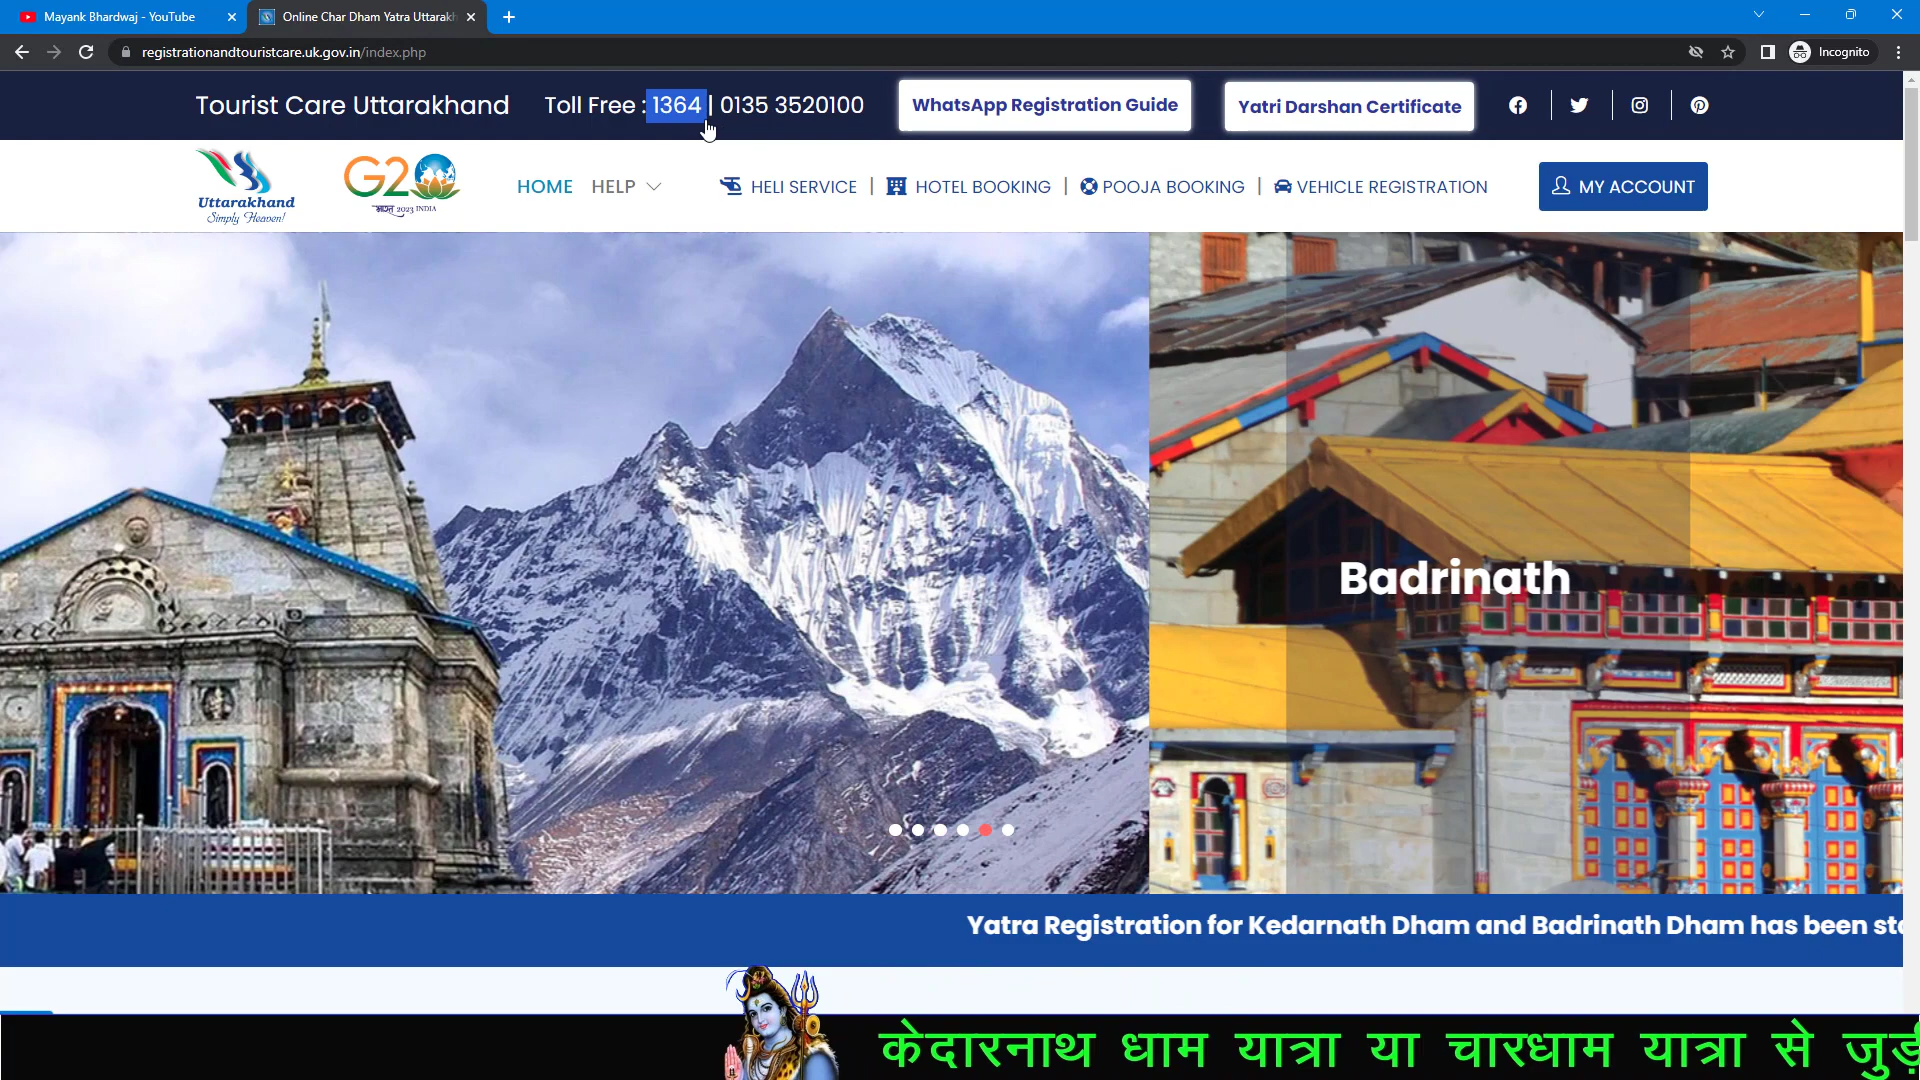 Mayank Bhardwaj - YouTube
Online Char Dham Yatra Uttarakh
registrationandtouristcare.uk.gov.in/index.php
Incognito
Tourist Care Uttarakhand
Toll Free : 1364 | 0135 3520100
WhatsApp Registration Guide
Yatri Darshan Certificate
Uttarakhand
Simply Heaven!
G20
भारत 2023 INDIA
HOME
HELP
HELI SERVICE | HOTEL BOOKING | POOJA BOOKING | VEHICLE REGISTRATION
MY ACCOUNT
Badrinath
Yatra Registration for Kedarnath Dham and Badrinath Dham has been sta
केदारनाथ धाम यात्रा या चारधाम यात्रा से जुड़ी